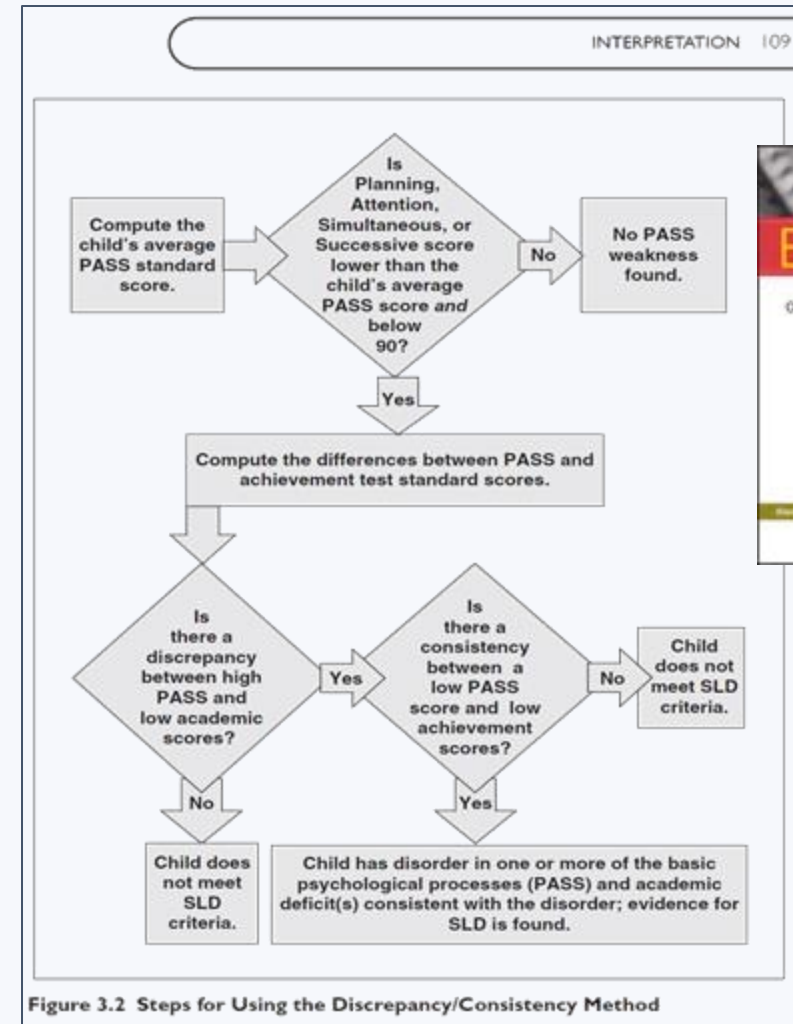 INTERPRETATION 109
Compute the
child's average
PASS standard
score.
Is
Planning,
Attention,
Simultaneous, or
Successive score
lower than the
child's average
PASS score and
below
90?
No
No PASS
weakness
found.
Yes
Compute the differences between PASS and
achievement test standard scores.
Is
there a
discrepancy
between high
PASS and
low academic
scores?
Yes
Is
there a
consistency
between a
low PASS
score and low
achievement
scores?
No
Child
does not
meet SLD
criteria.
No
Yes
Child does
not meet
SLD
criteria.
Child has disorder in one or more of the basic
psychological processes (PASS) and academic
deficit(s) consistent with the disorder; evidence for
SLD is found.
Figure 3.2 Steps for Using the Discrepancy/Consistency Method